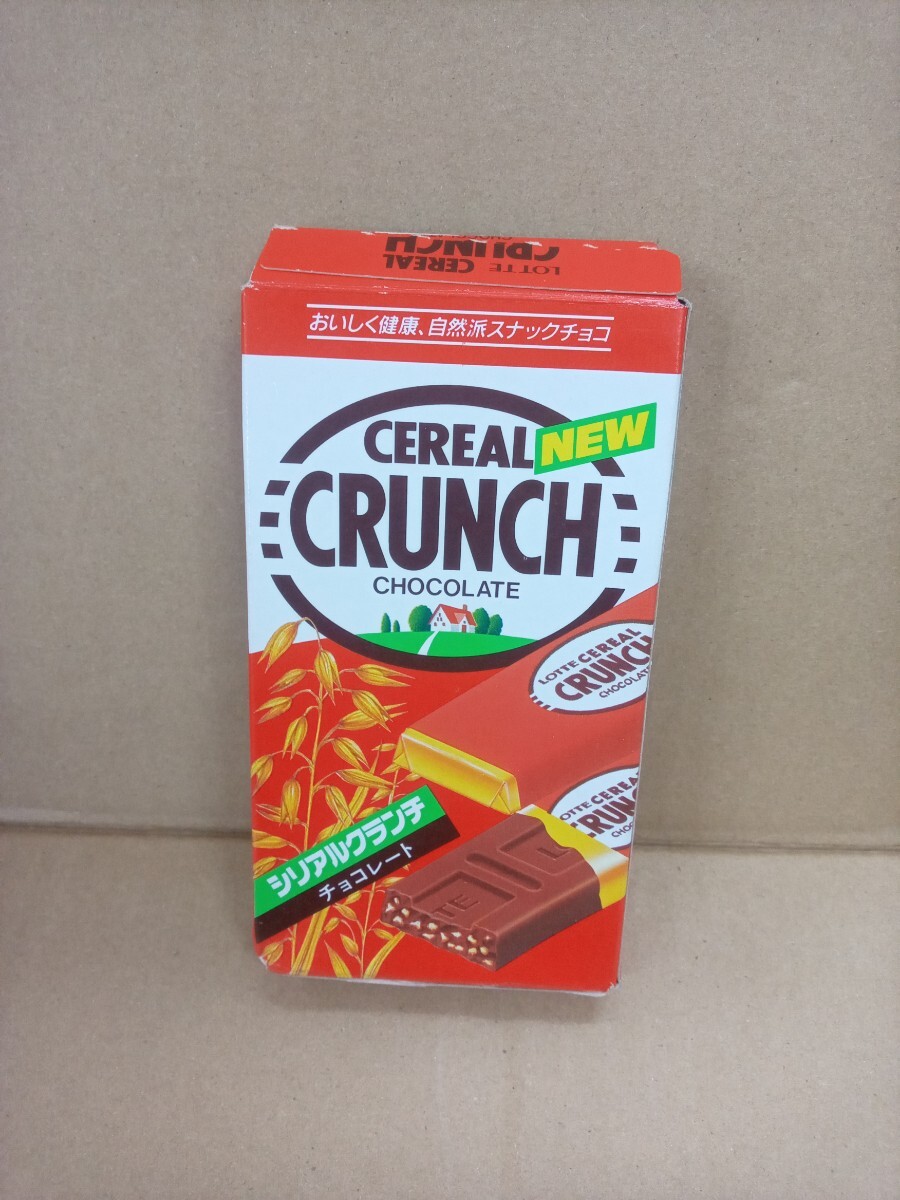 LOTTE CEREAL
CRUNCH
おいしく健康、自然派スナックチョコ
CEREAL NEW
CRUNCH
CHOCOLATE
LOTTE CEREAL
CRUNCH
CHOCOLATE
OTTE CEREAL
CRUNCH
シリアルクランチ
チョコレート
TE
L